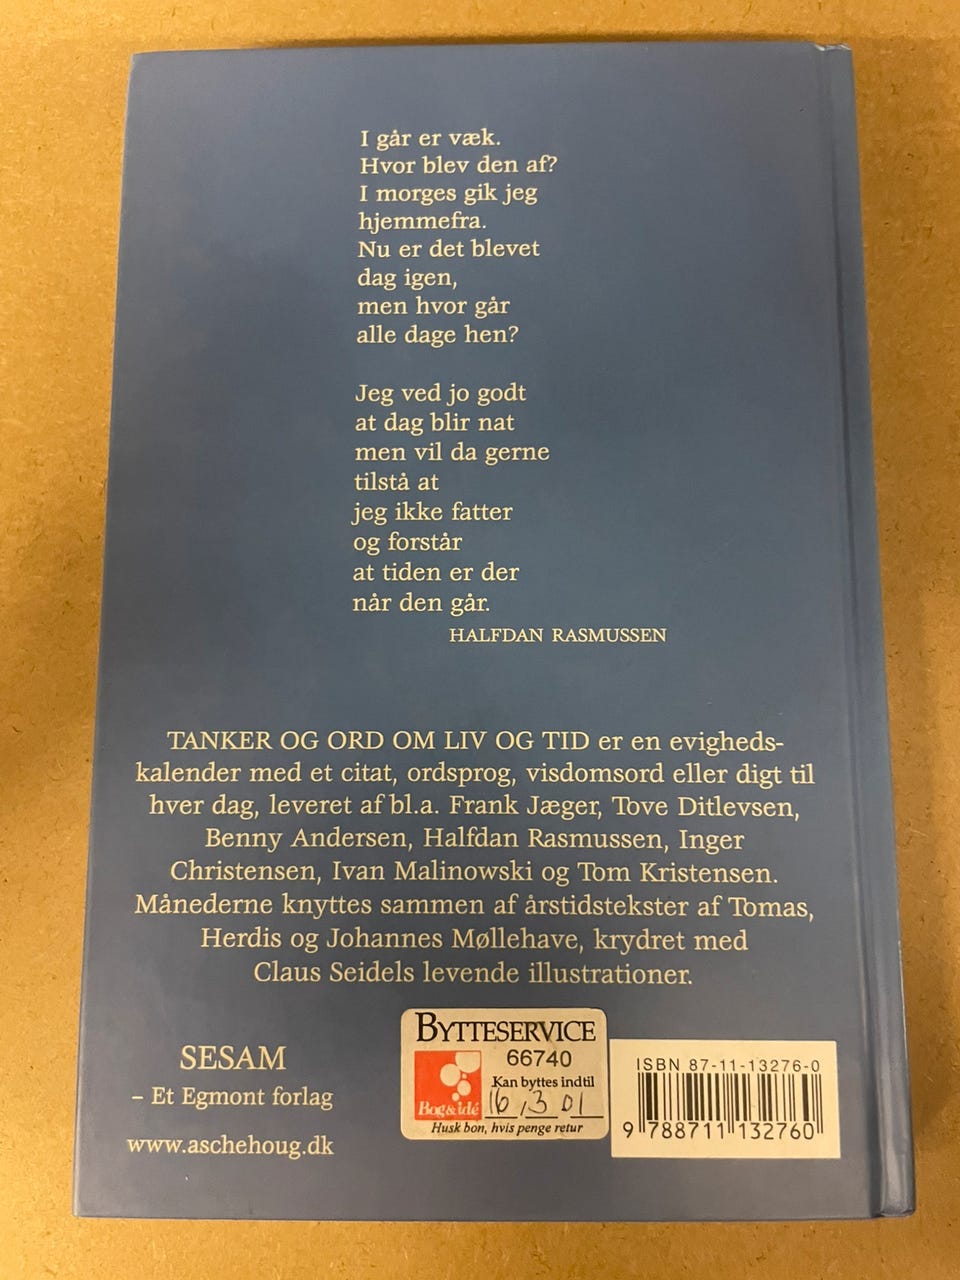 I går er væk.
Hvor blev den af?
I morges gik jeg
hjemmefra.
Nu er det blevet
dag igen,
men hvor går
alle dage hen?
Jeg ved jo godt
at dag blir nat
men vil da gerne
tilstå at
jeg ikke fatter
og forstår
at tiden er der
når den går.
HALFDAN RASMUSSEN
TANKER OG ORD OM LIV OG TID er en evigheds-
kalender med et citat, ordsprog, visdomsord eller digt til
hver dag, leveret af bl.a. Frank Jæger, Tove Ditlevsen,
Benny Andersen, Halfdan Rasmussen, Inger
Christensen, Ivan Malinowski og Tom Kristensen.
Månederne knyttes sammen af årstidstekster af Tomas,
Herdis og Johannes Møllehave, krydret med
Claus Seidels levende illustrationer.
SESAM
– Et Egmont forlag
www.aschehoug.dk
BYTTESERVICE
66740
Kan byttes indtil
Bog&idé
16, 3 01
Husk bon, hvis penge retur
ISBN 87-11-13276-0
9 788711 132760